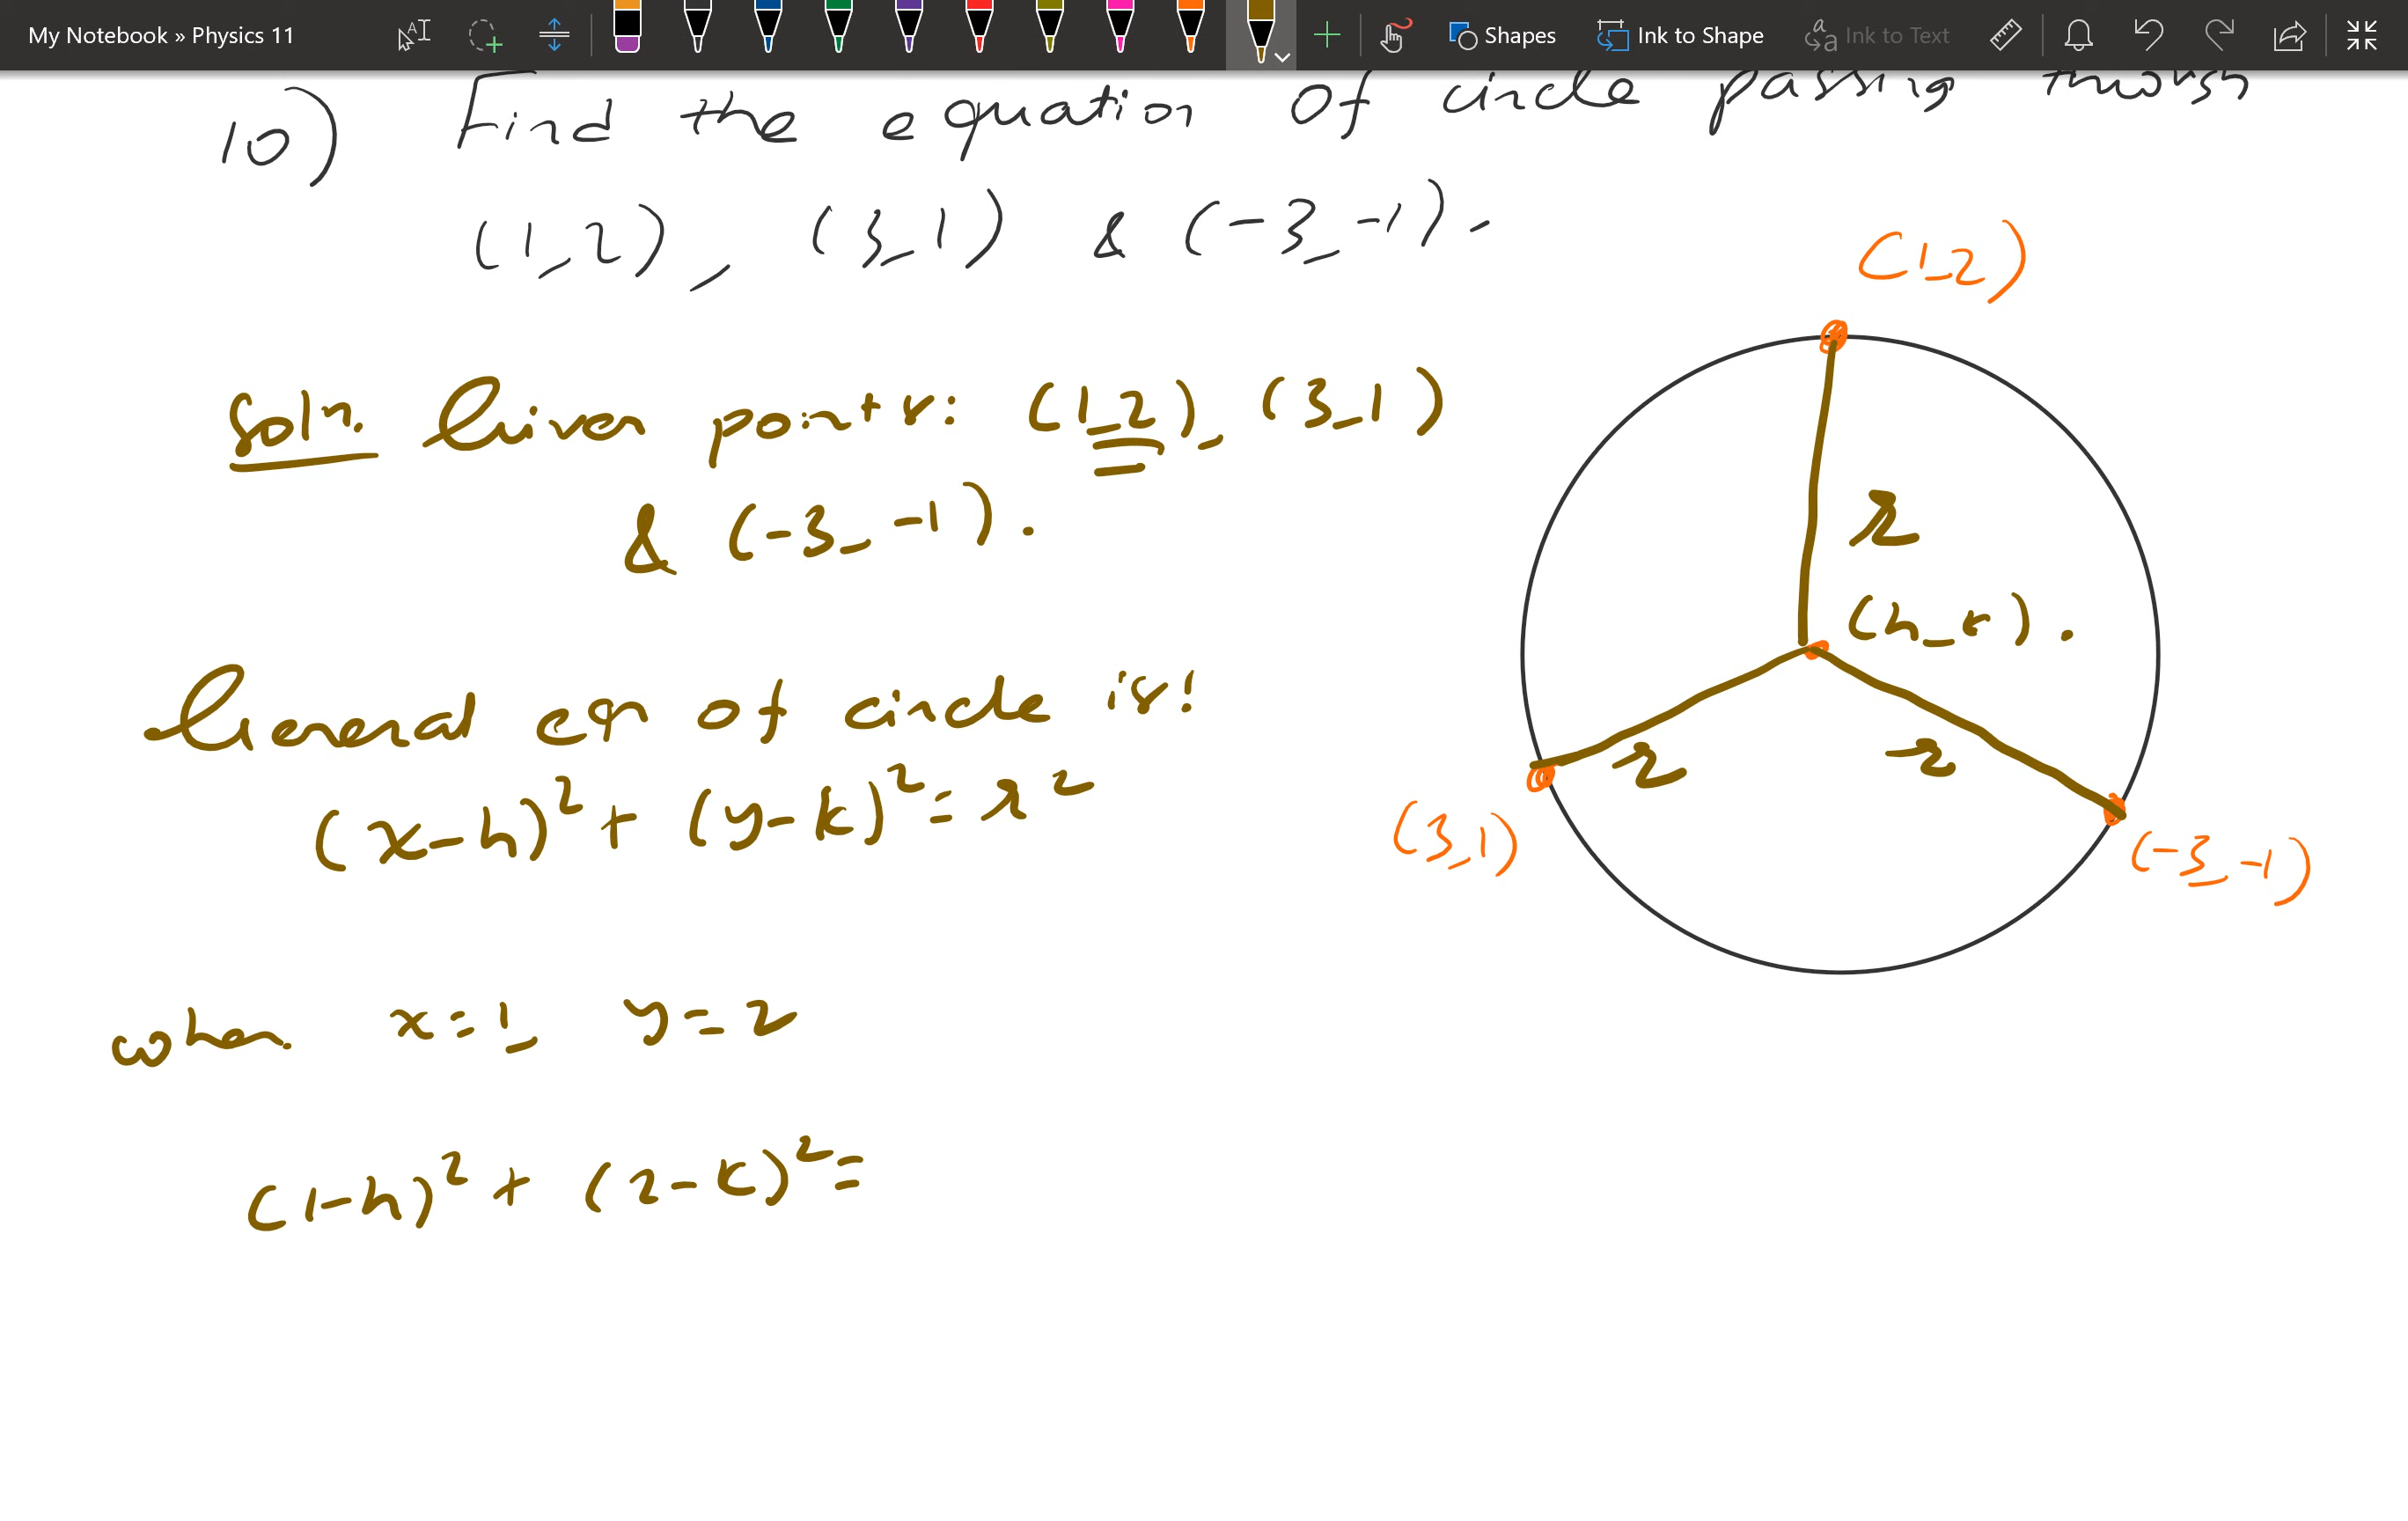 My Notebook » Physics 11 Shapes Ink to Shape Ink to Text
10) Find the equation of circle passing through
(1,2), (3,1) & (-3,-1).
(1,2)
Soln. Given points: (1,2), (3,1)
& (-3,-1).
r
(h,k).
General eqn of circle is:
(x-h)²+(y-k)²=r²
r r
(3,1) (-3,-1)
when x=1, y=2
(1-h)²+(2-k)²=